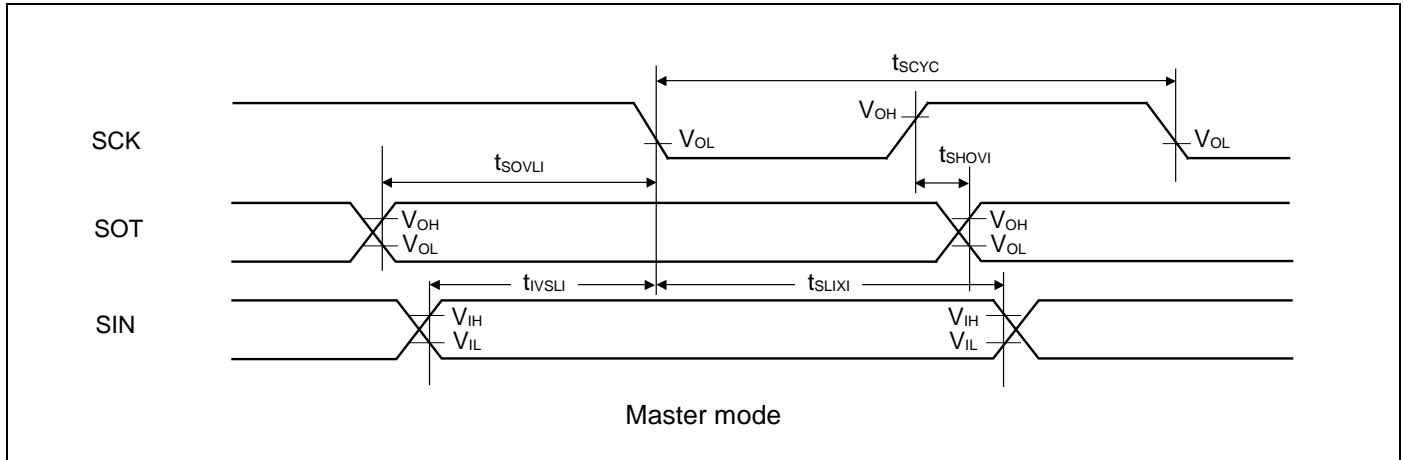 tSCYC
SCK
VOH
VOL
VOL
tSOVLI
tSHOVI
SOT
VOH
VOL
VOH
VOL
tIVSLI
tSLIXI
SIN
VIH
VIL
VIH
VIL
Master mode